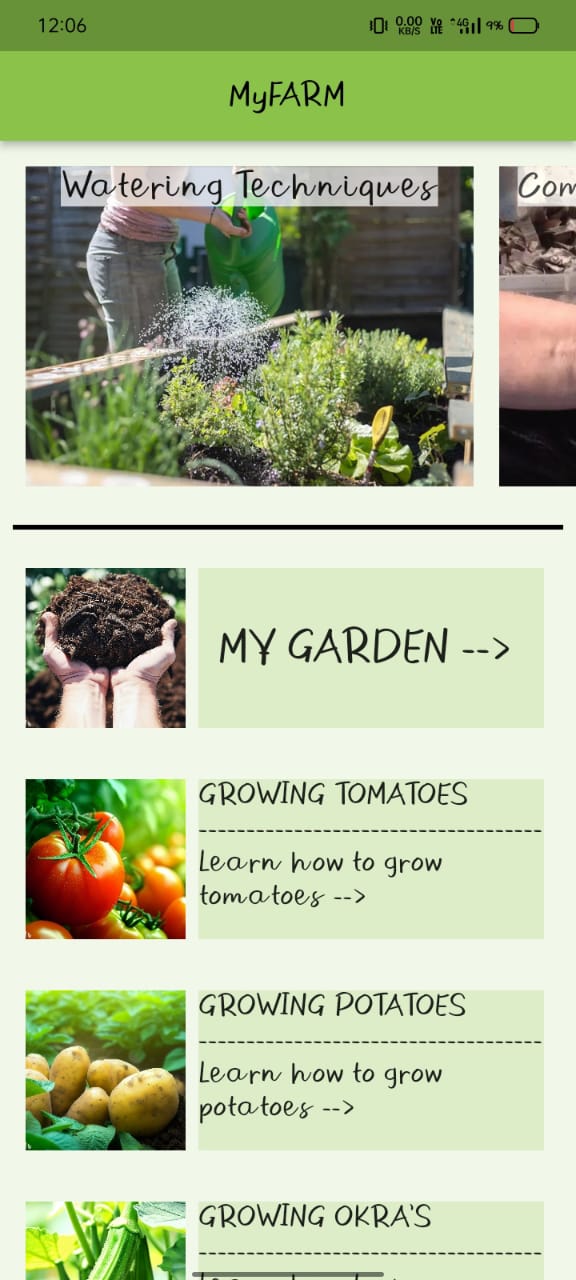 12:06 0.00 KB/S Vo LTE 4G 9%
MyFARM
Watering Techniques
Com
MY GARDEN -->
GROWING TOMATOES
-------------------------------------
Learn how to grow
tomatoes -->
GROWING POTATOES
-------------------------------------
Learn how to grow
potatoes -->
GROWING OKRA'S
-------------------------------------